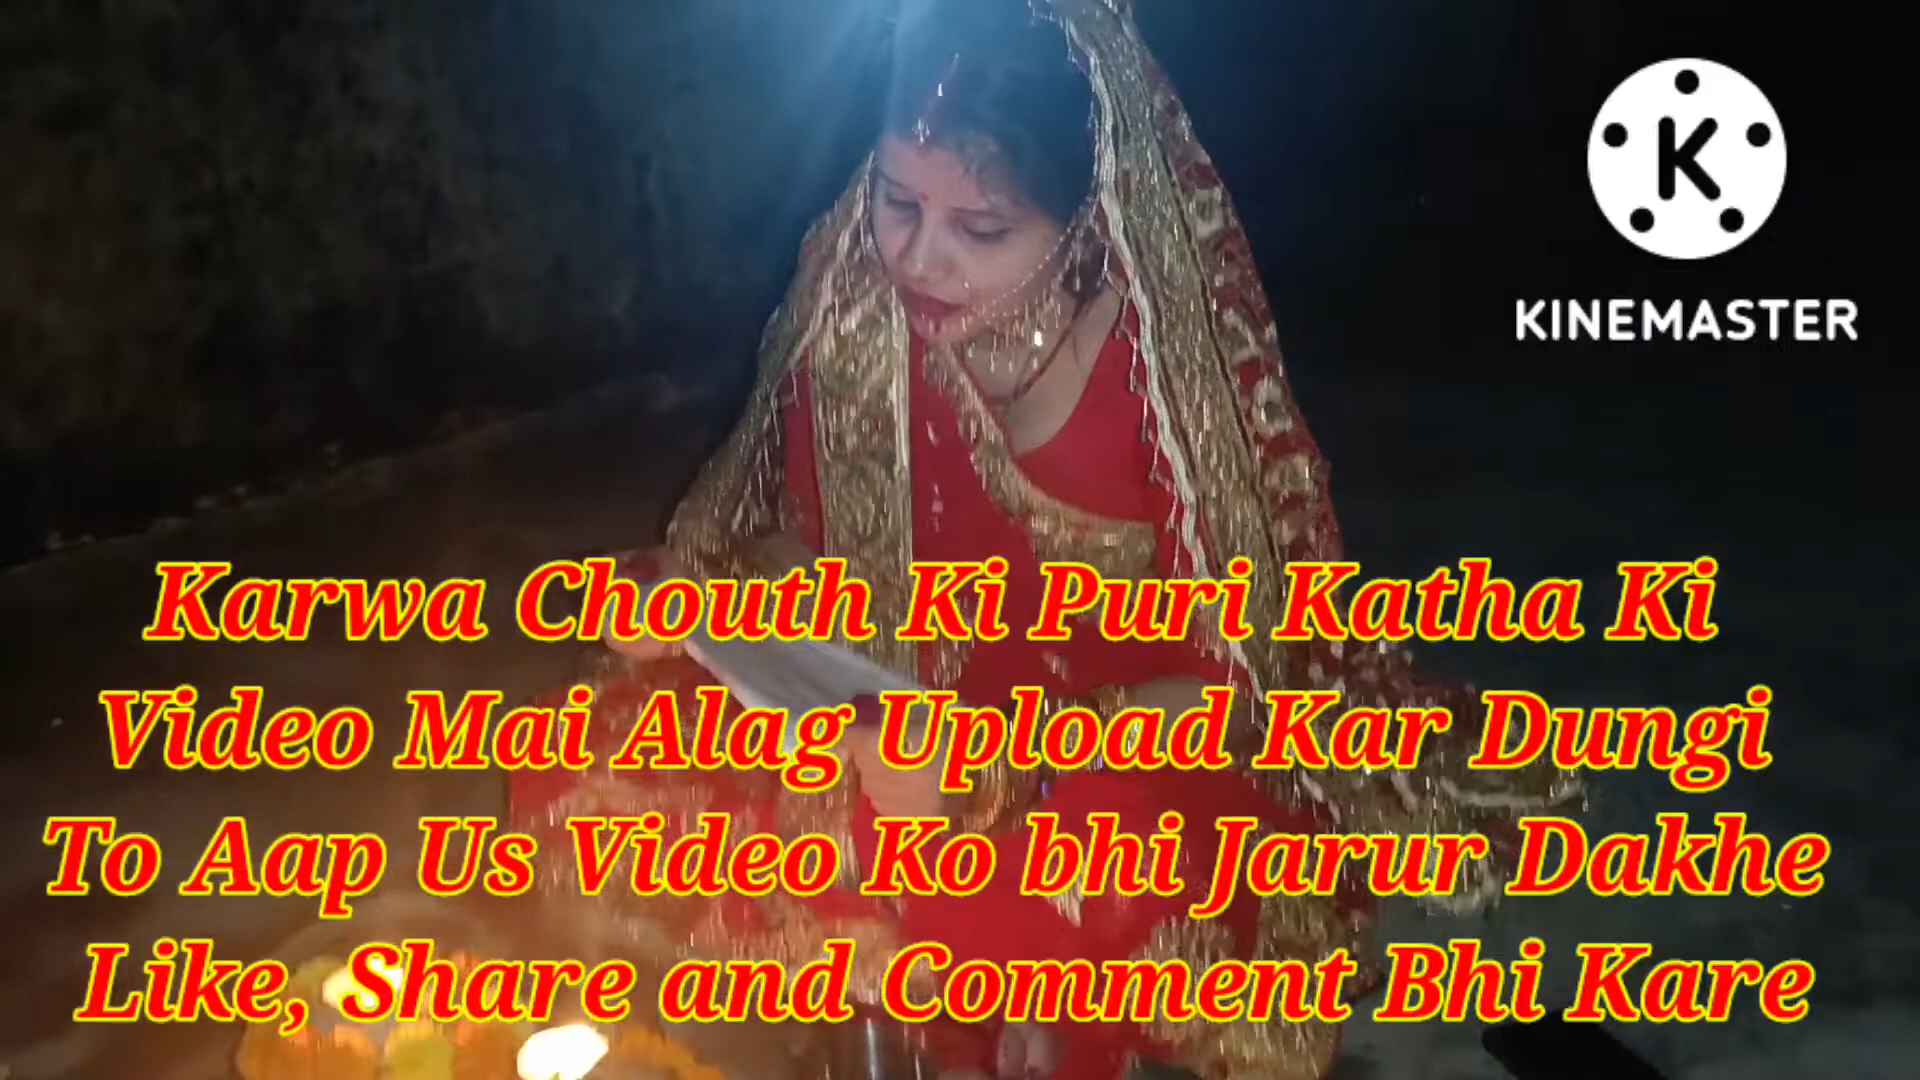 K
KINEMASTER
Karwa Chouth Ki Puri Katha Ki
Video Mai Alag Upload Kar Dungi
To Aap Us Video Ko bhi Jarur Dakhe
Like, Share and Comment Bhi Kare